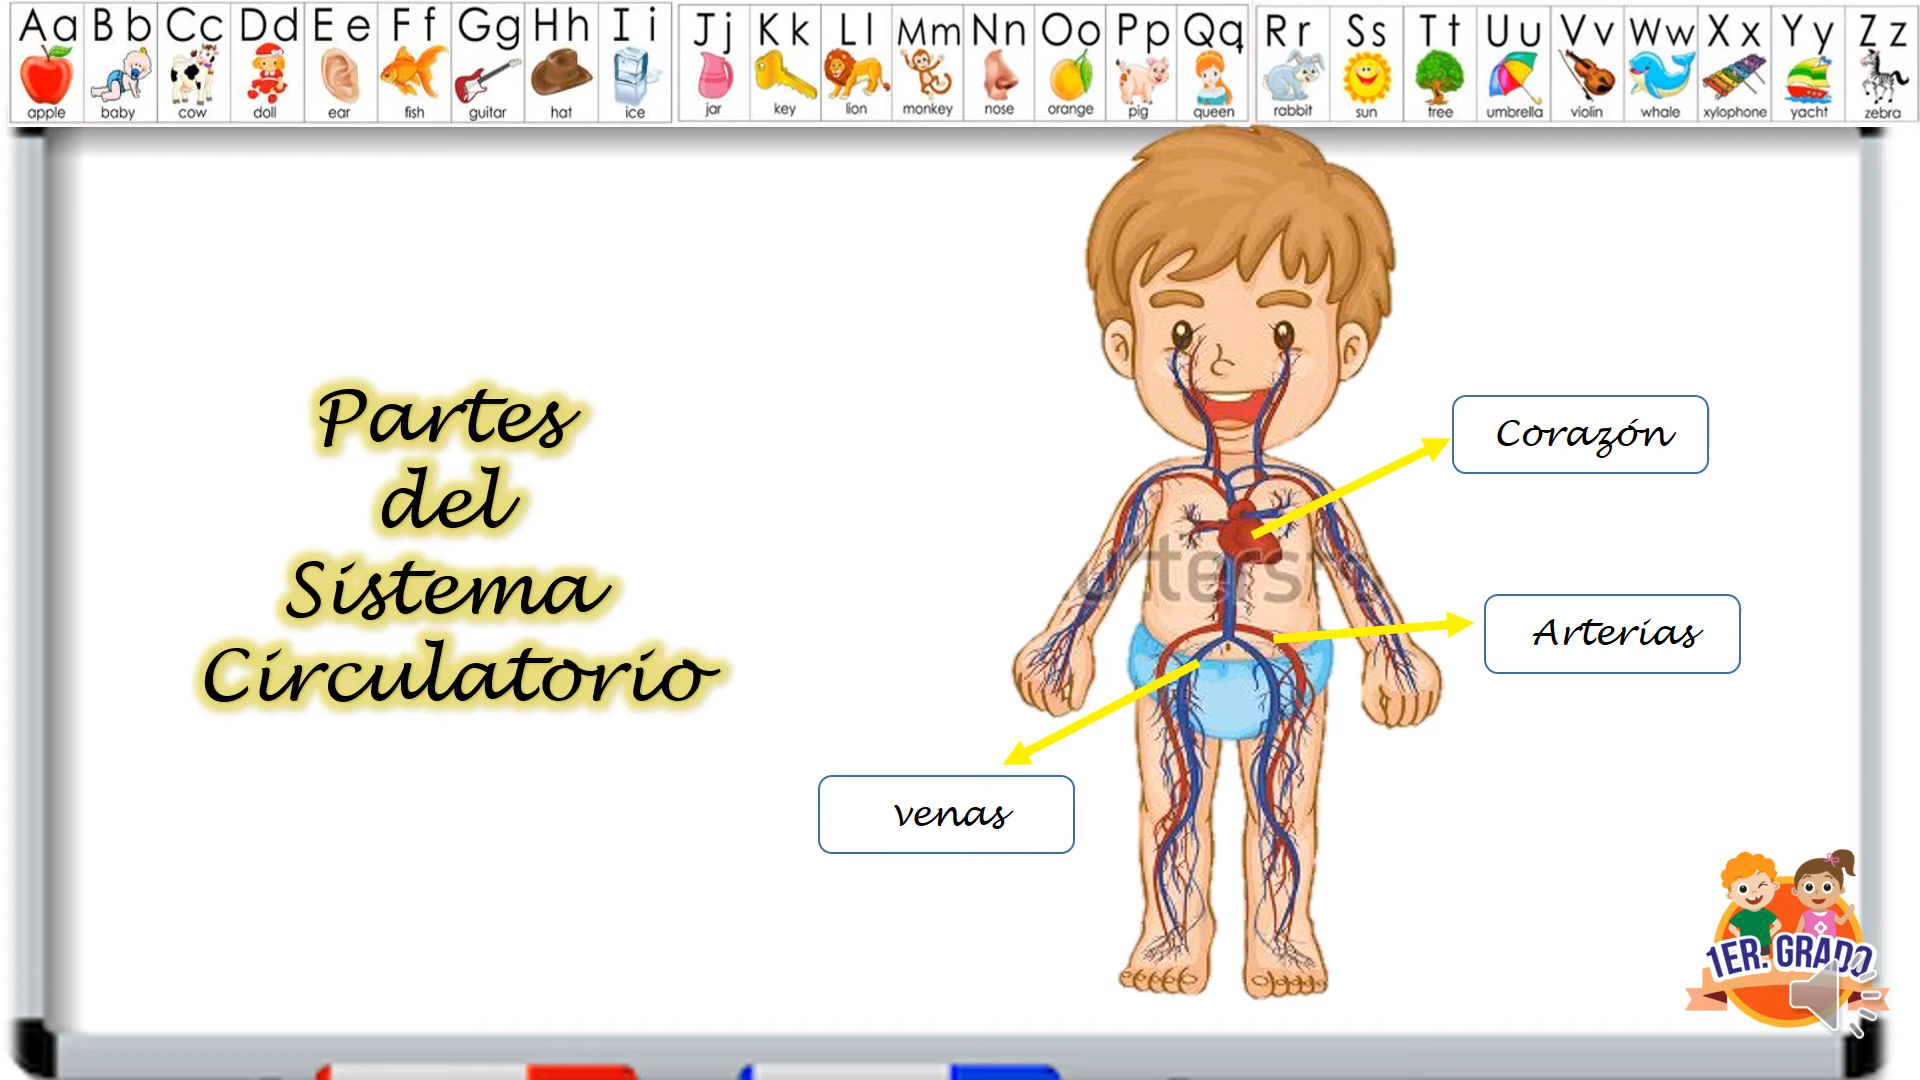 Aa Bb Cc Dd Ee Ff Gg Hh Ii Jj Kk Ll Mm Nn Oo Pp Qq Rr Ss Tt Uu Vv Ww Xx Yy Zz
apple baby cow doll ear fish guitar hat ice jar key lion monkey nose orange pig queen rabbit sun tree umbrella violin whale xylophone yacht zebra
Partes
del
Sistema
Circulatorio
Corazón
Arterias
venas
1ER. GRADO